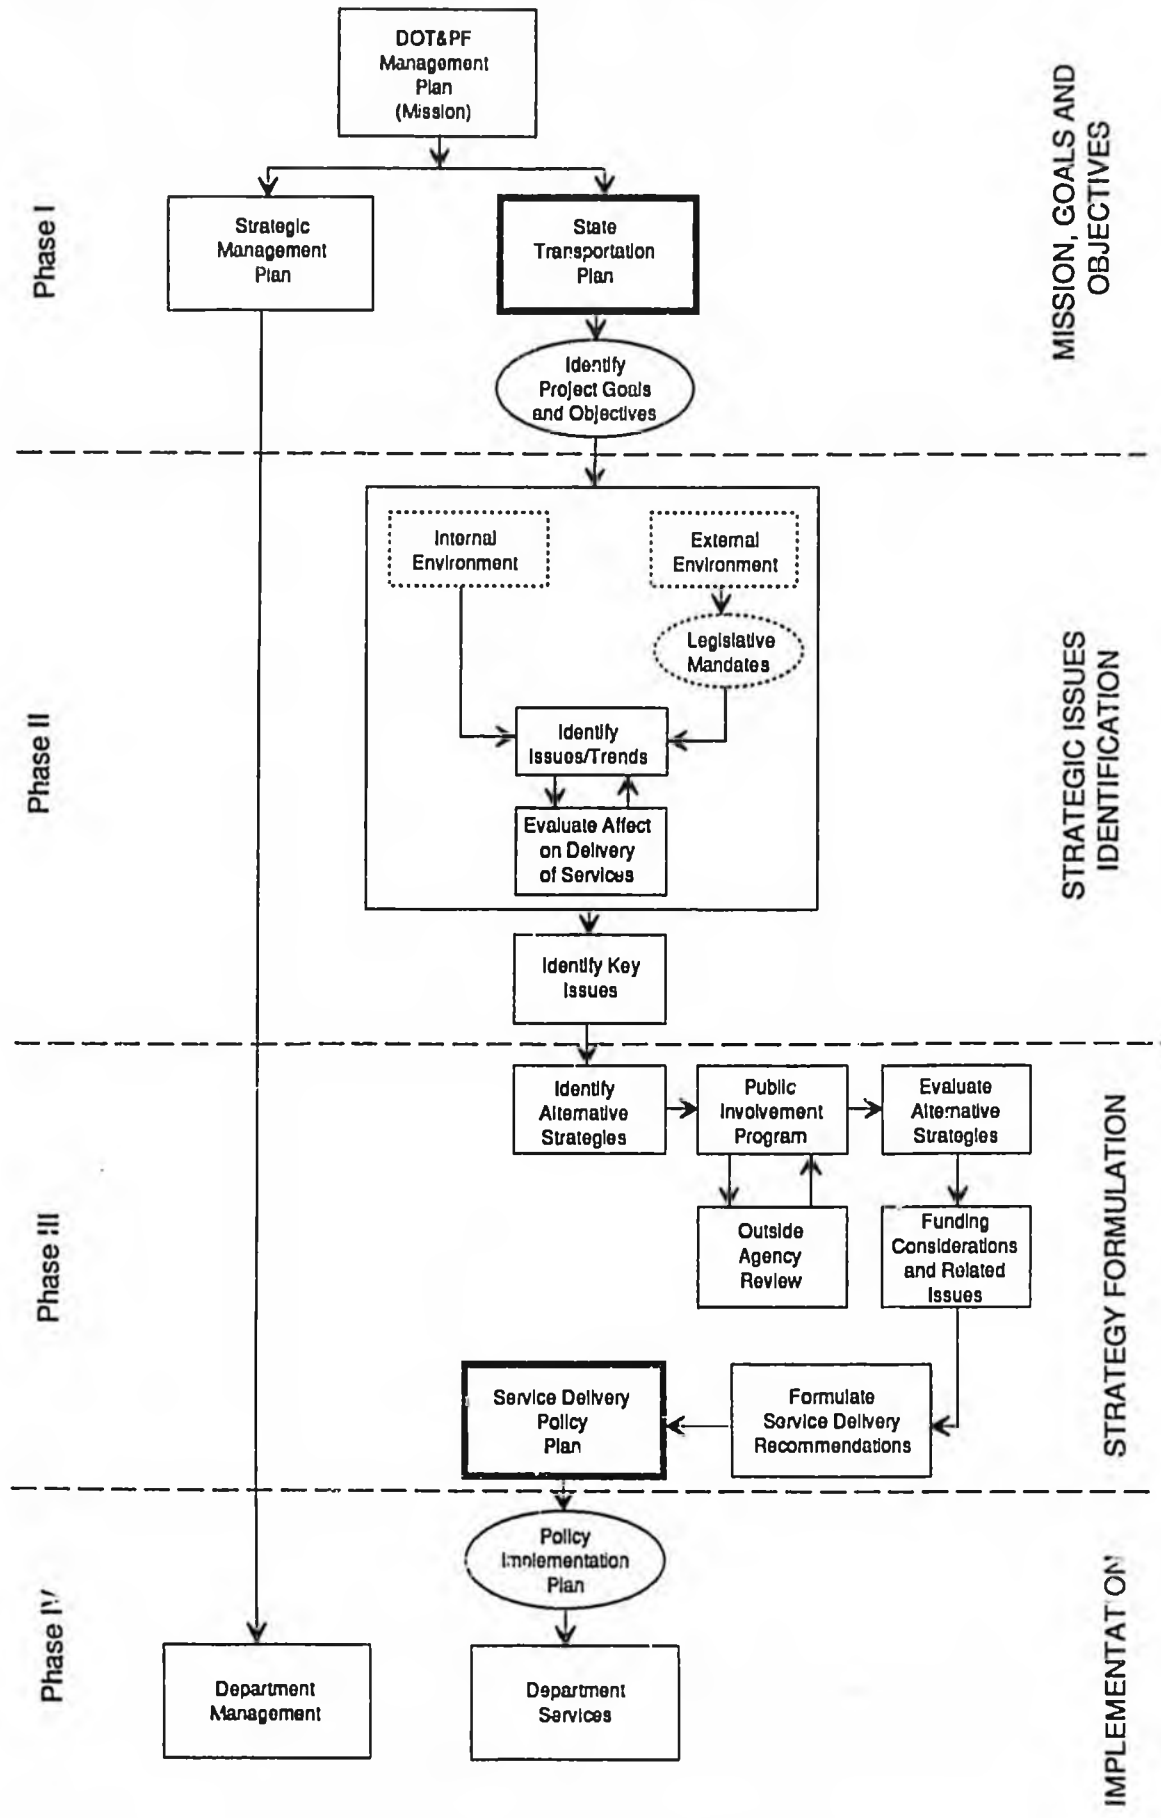 DOT&PF
Management
Plan
(Mission)
Phase I
Strategic
Management
Plan
State
Transportation
Plan
MISSION, GOALS AND
OBJECTIVES
Identify
Project Goals
and Objectives
Phase II
Internal
Environment
External
Environment
Legislative
Mandates
Identify
Issues/Trends
Evaluate Affect
on Delivery
of Services
STRATEGIC ISSUES
IDENTIFICATION
Identify Key
Issues
Phase III
Identify
Alternative
Strategies
Public
Involvement
Program
Evaluate
Alternative
Strategies
Outside
Agency
Review
Funding
Considerations
and Related
Issues
STRATEGY FORMULATION
Service Delivery
Policy
Plan
Formulate
Service Delivery
Recommendations
Phase IV
Policy
Implementation
Plan
Department
Management
Department
Services
IMPLEMENTATION